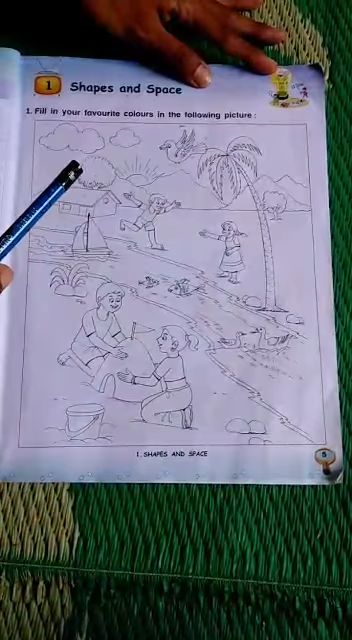 1 Shapes and Space
1. Fill in your favourite colours in the following picture :
1. SHAPES AND SPACE
5